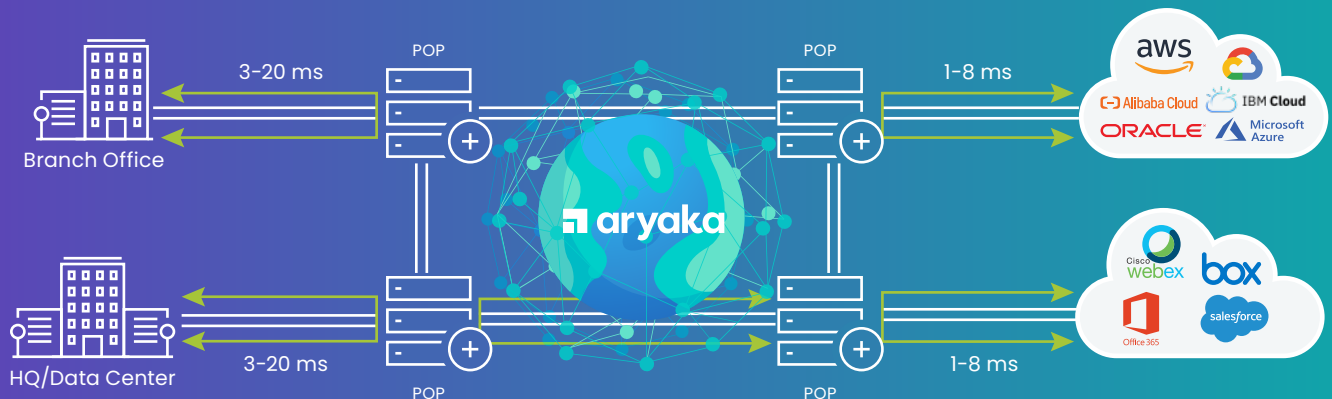 POP
POP
3-20 ms
1-8 ms
aws
Alibaba Cloud
IBM Cloud
ORACLE
Microsoft
Azure
Branch Office
aryaka
Cisco
webex
box
Office 365
salesforce
HQ/Data Center
3-20 ms
1-8 ms
POP
POP